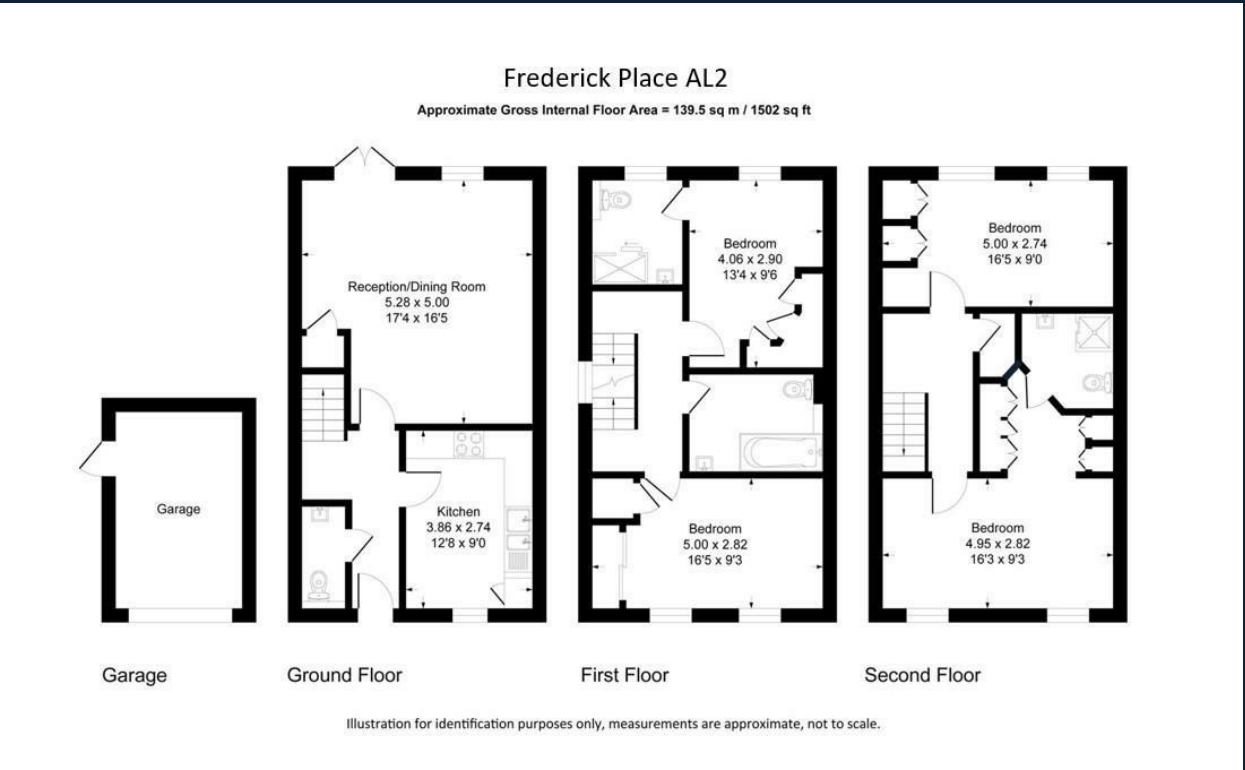 Frederick Place AL2
Approximate Gross Internal Floor Area = 139.5 sq m / 1502 sq ft
Garage
Garage
Reception/Dining Room
5.28 x 5.00
17'4 x 16'5
Kitchen
3.86 x 2.74
12'8 x 9'0
Ground Floor
Bedroom
4.06 x 2.90
13'4 x 9'6
Bedroom
5.00 x 2.82
16'5 x 9'3
First Floor
Bedroom
5.00 x 2.74
16'5 x 9'0
Bedroom
4.95 x 2.82
16'3 x 9'3
Second Floor
Illustration for identification purposes only, measurements are approximate, not to scale.